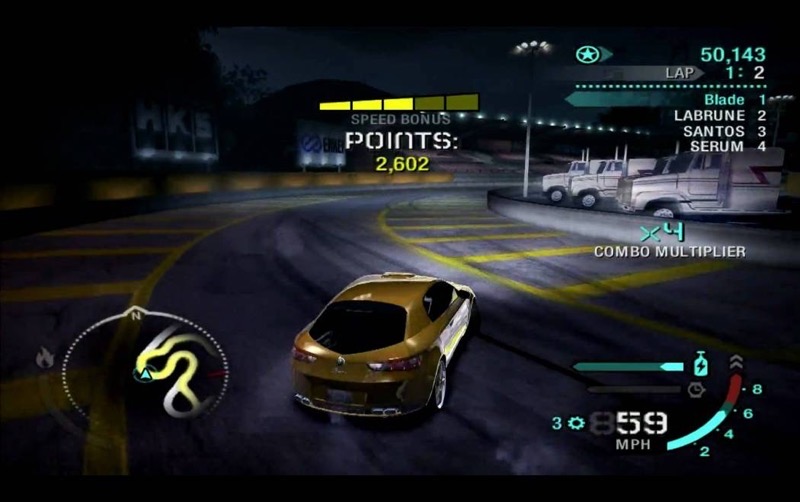 50,143
LAP 1: 2
Blade 1
LABRUNE 2
SANTOS 3
SERUM 4
SPEED BONUS
POINTS:
2,602
HKS
x4
COMBO MULTIPLIER
N
8
6
4
2
3
859
MPH